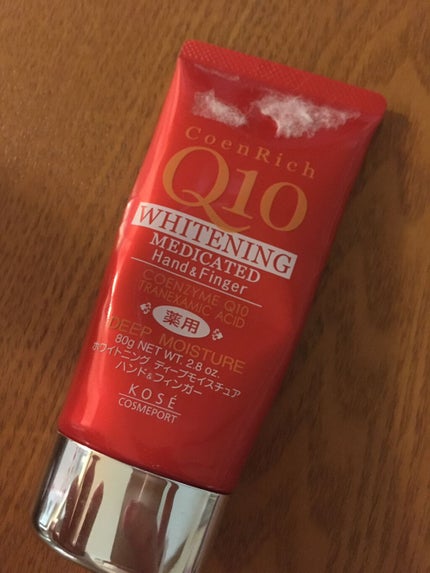 CoenRich
Q10
WHITENING
MEDICATED
Hand & Finger
COENZYME Q10
TRANEXAMIC ACID
薬用
DEEP MOISTURE
80g NET WT. 2.8 oz.
ホワイトニング ディープモイスチュア
ハンド&フィンガー
KOSÉ
COSMEPORT